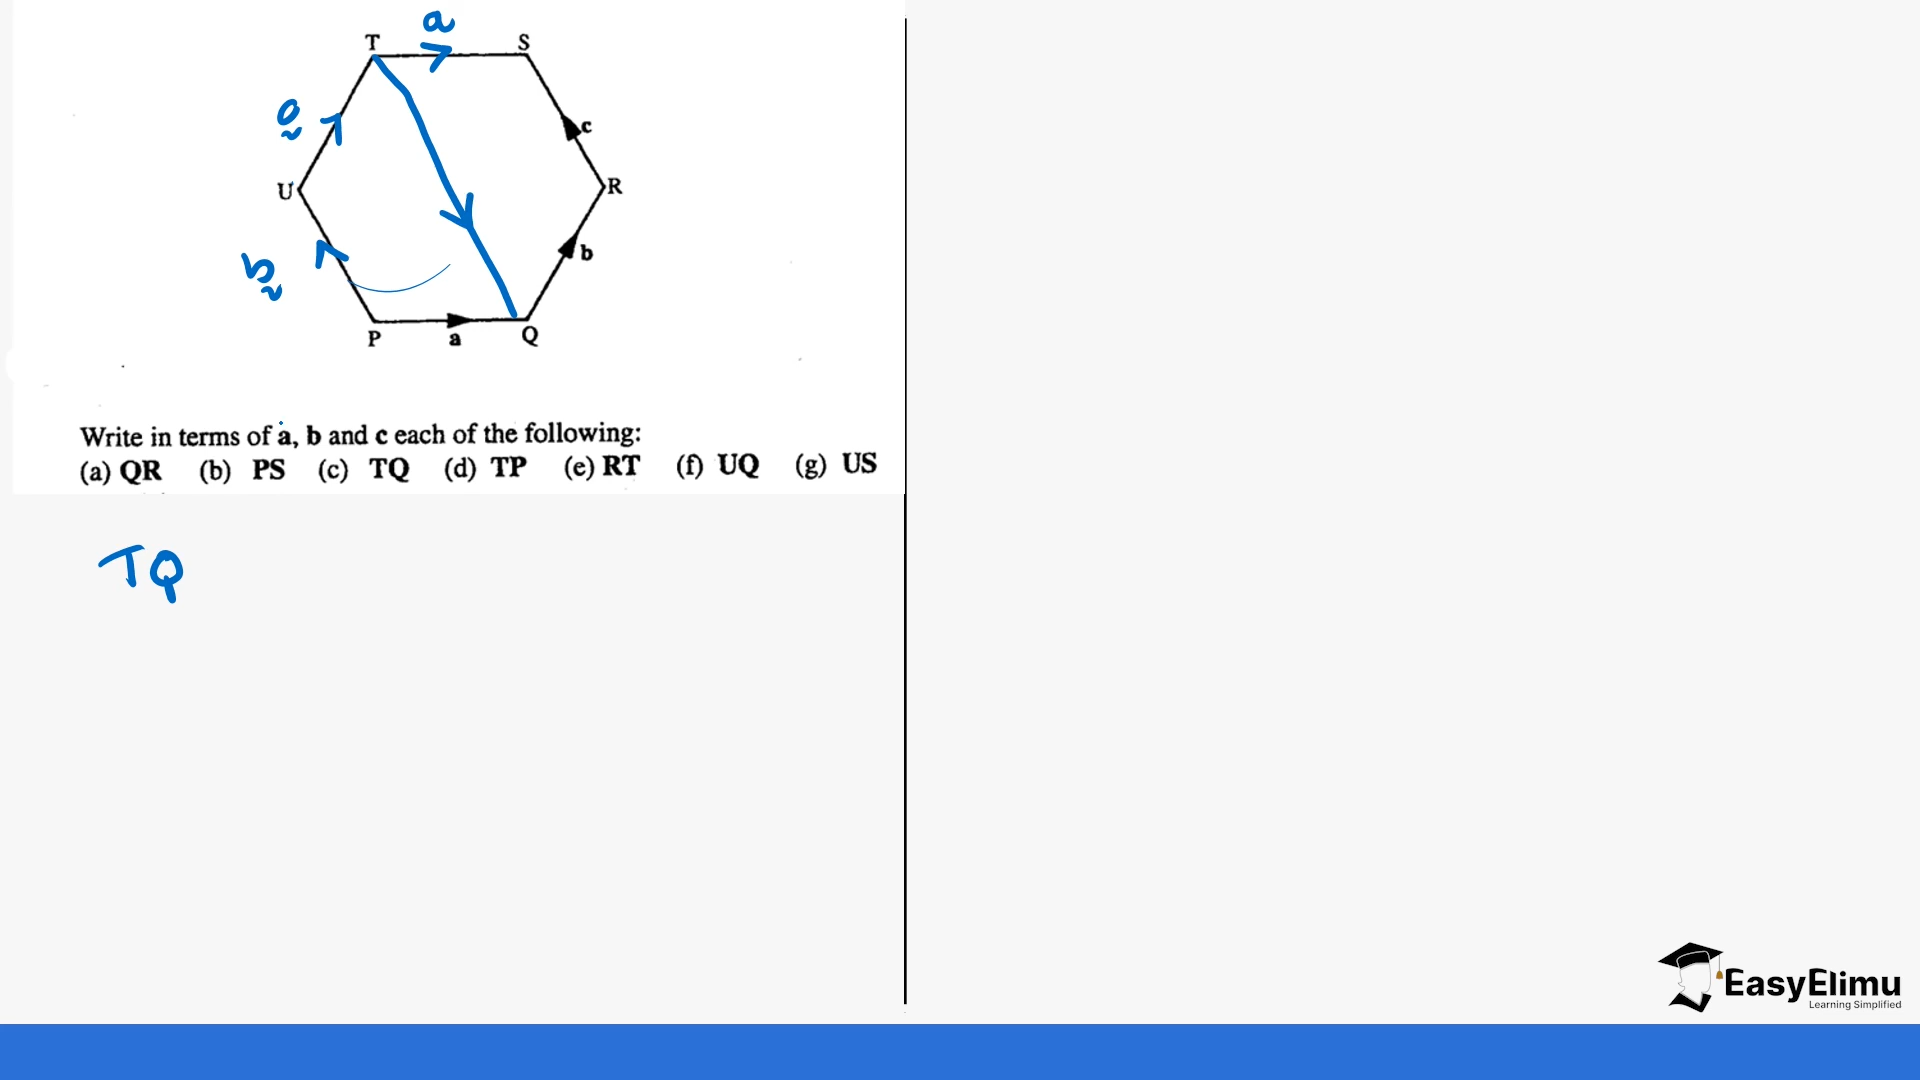 a
T S
a
c
U R
b
b
P a Q
Write in terms of a, b and c each of the following:
(a) QR (b) PS (c) TQ (d) TP (e) RT (f) UQ (g) US
TQ
EasyElimu
Learning Simplified